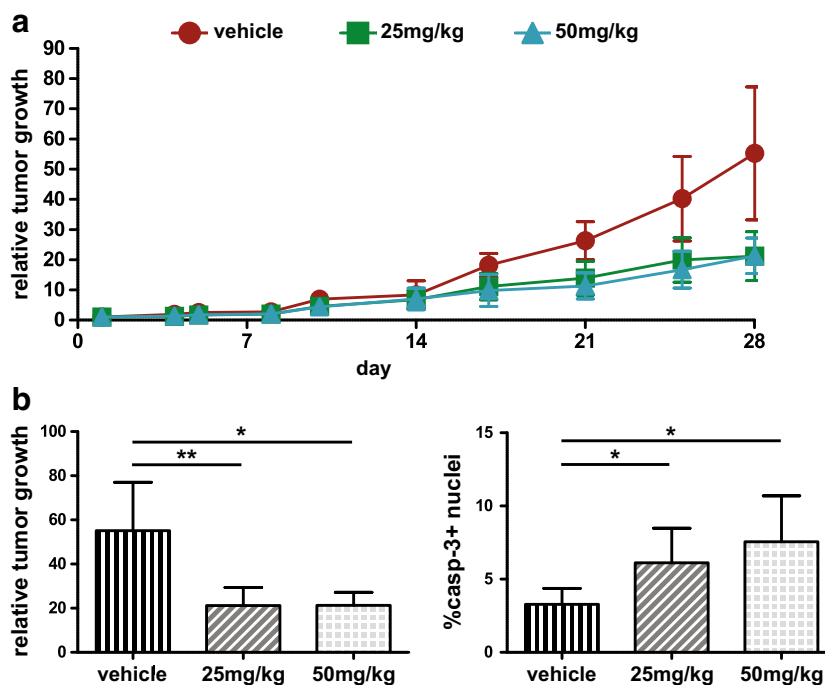 a
vehicle 25mg/kg 50mg/kg
relative tumor growth
90
80
70
60
50
40
30
20
10
0
0 7 14 21 28
day
b
relative tumor growth
100
80
60
40
20
0
*
**
vehicle 25mg/kg 50mg/kg
%casp-3+ nuclei
15
10
5
0
*
*
vehicle 25mg/kg 50mg/kg